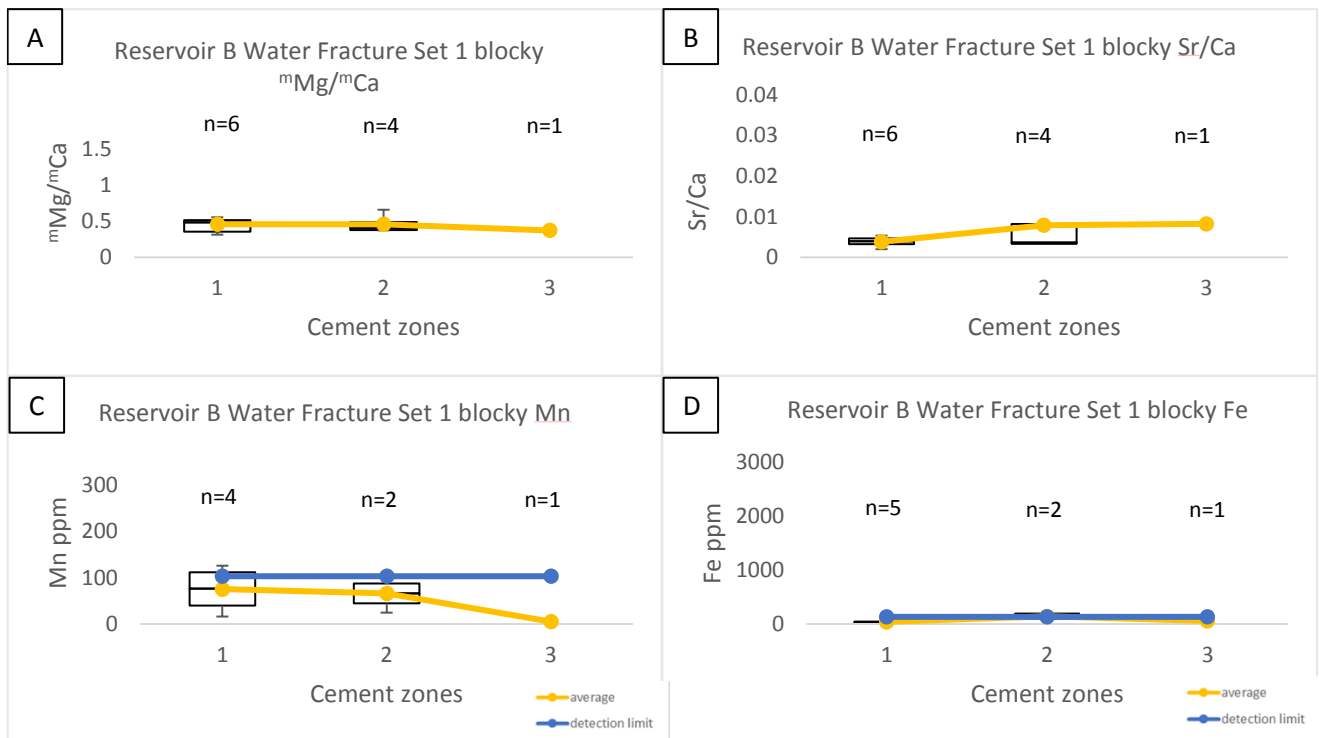 A
Reservoir B Water Fracture Set 1 blocky
ᵐMg/ᵐCa
n=6
n=4
n=1
ᵐMg/ᵐCa
1.5
1
0.5
0
1
2
3
Cement zones
B
Reservoir B Water Fracture Set 1 blocky Sr/Ca
n=6
n=4
n=1
Sr/Ca
0.04
0.03
0.02
0.01
0
1
2
3
Cement zones
C
Reservoir B Water Fracture Set 1 blocky Mn
n=4
n=2
n=1
Mn ppm
300
200
100
0
1
2
3
Cement zones
average
detection limit
D
Reservoir B Water Fracture Set 1 blocky Fe
n=5
n=2
n=1
Fe ppm
3000
2000
1000
0
1
2
3
Cement zones
average
detection limit